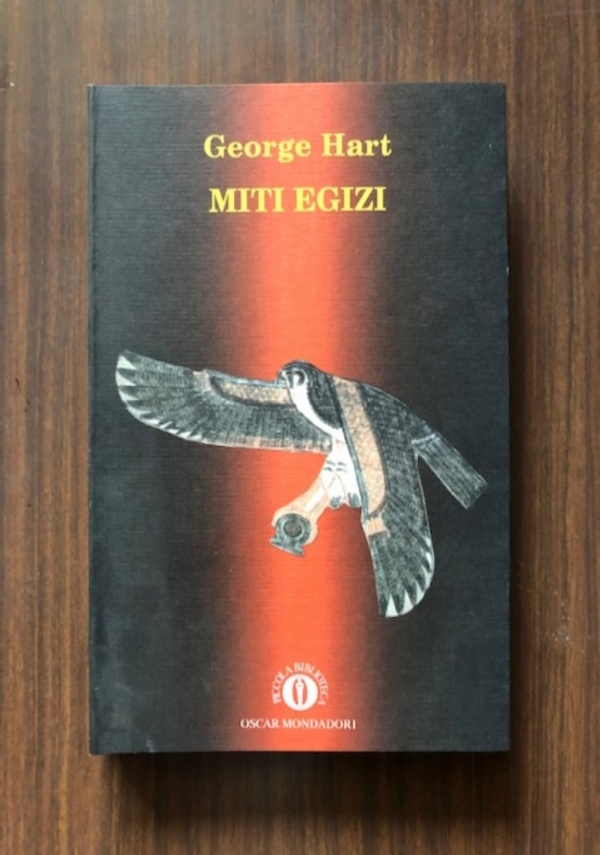 George Hart
MITI EGIZI
PICCOLA BIBLIOTECA
OSCAR MONDADORI